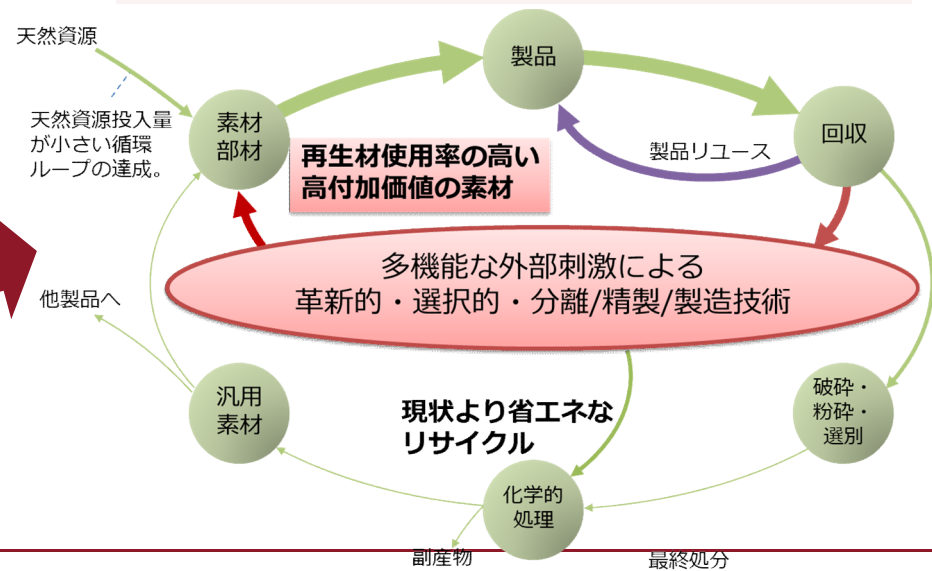 天然資源
製品
天然資源投入量
が小さい循環
ループの達成。
素材
部材
回収
再生材使用率の高い
高付加価値の素材
製品リユース
多機能な外部刺激による
革新的・選択的・分離/精製/製造技術
他製品へ
汎用
素材
現状より省エネな
リサイクル
破砕・
粉砕・
選別
化学的
処理
副産物
最終処分